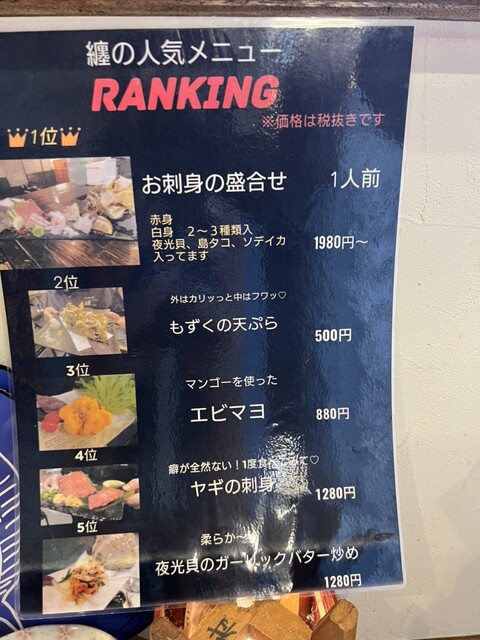 纏の人気メニュー
RANKING
※価格は税抜きです
1位
お刺身の盛合せ 1人前
赤身
白身 2〜3種類入
夜光貝、島タコ、ソデイカ
入ってます
1980円〜
2位
外はカリッっと中はフワッ♡
もずくの天ぷら
500円
3位
マンゴーを使った
エビマヨ
880円
4位
癖が全然ない!1度食
♡
ヤギの刺身
1280円
5位
柔らか〜
夜光貝のガーリックバター炒め
1280円